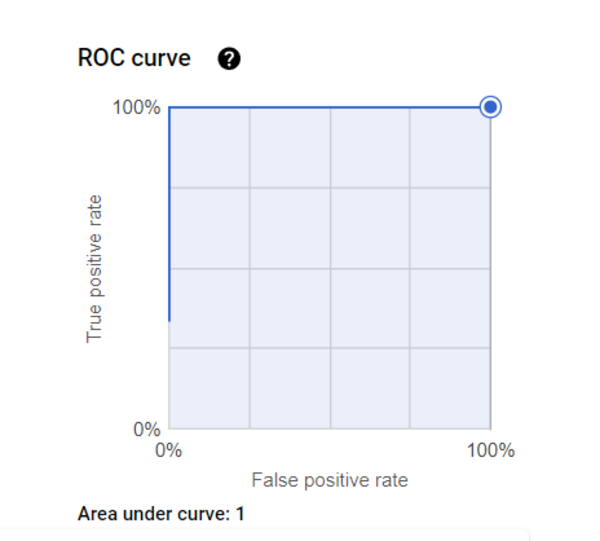 ROC curve ?
100%
True positive rate
0%
0% 100%
False positive rate
Area under curve: 1